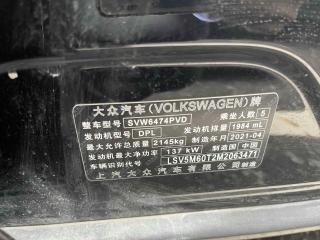 大众汽车(VOLKSWAGEN)牌
整车型号 SVW6474PVD 乘坐人数 5
发动机型号 DPL 发动机排量 1984 mL
最大允许总质量 2145kg 制造年月 2021-04
发动机最大净功率 137 kW 制造国 中国
车辆识别代号 LSV5M60T2M2063471
上汽大众汽车有限公司 制造